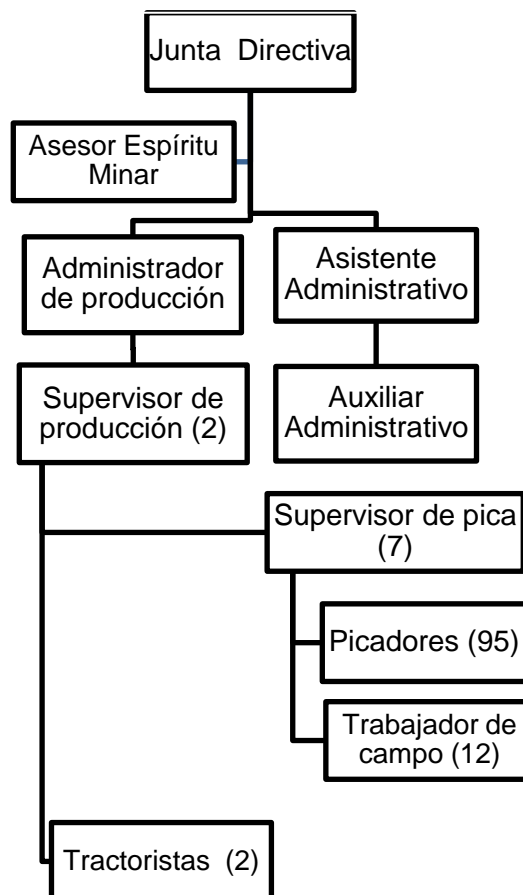 Junta Directiva
Asesor Espíritu
Minar
Administrador
de producción
Asistente
Administrativo
Supervisor de
producción (2)
Auxiliar
Administrativo
Supervisor de pica
(7)
Picadores (95)
Trabajador de
campo (12)
Tractoristas (2)